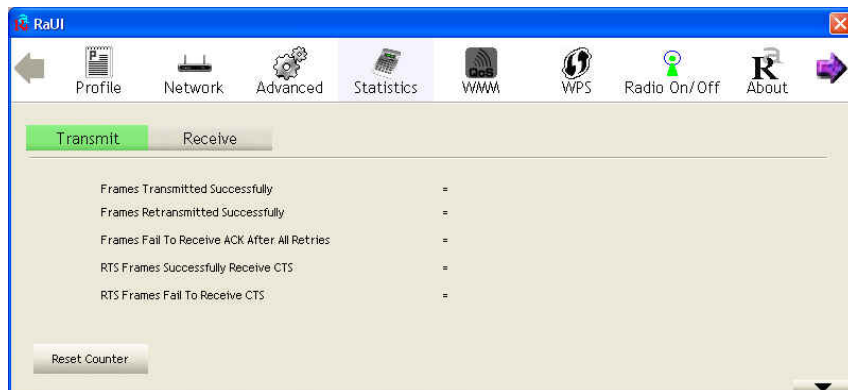 RaUI
Profile Network Advanced Statistics QoS WMM WPS Radio On/Off About
Transmit Receive
Frames Transmitted Successfully =
Frames Retransmitted Successfully =
Frames Fail To Receive ACK After All Retries =
RTS Frames Successfully Receive CTS =
RTS Frames Fail To Receive CTS =
Reset Counter